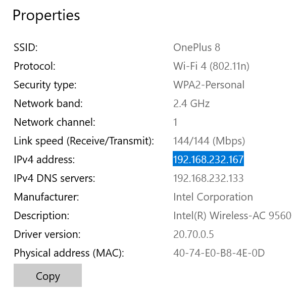 Properties
SSID: OnePlus 8
Protocol: Wi-Fi 4 (802.11n)
Security type: WPA2-Personal
Network band: 2.4 GHz
Network channel: 1
Link speed (Receive/Transmit): 144/144 (Mbps)
IPv4 address: 192.168.232.167
IPv4 DNS servers: 192.168.232.133
Manufacturer: Intel Corporation
Description: Intel(R) Wireless-AC 9560
Driver version: 20.70.0.5
Physical address (MAC): 40-74-E0-B8-4E-0D
Copy